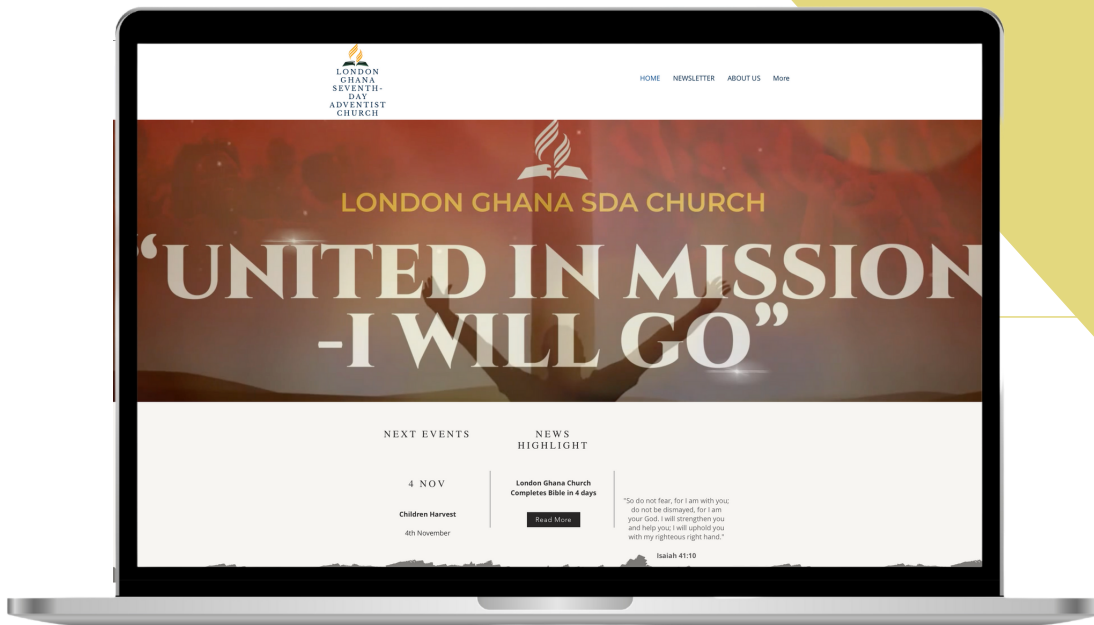 LONDON
GHANA
SEVENTH-
DAY
ADVENTIST
CHURCH
HOME NEWSLETTER ABOUT US More
LONDON GHANA SDA CHURCH
“UNITED IN MISSION
-I WILL GO”
NEXT EVENTS
4 NOV
Children Harvest
4th November
NEWS
HIGHLIGHT
London Ghana Church
Completes Bible in 4 days
Read More
"So do not fear, for I am with you;
do not be dismayed, for I am
your God. I will strengthen you
and help you; I will uphold you
with my righteous right hand."
Isaiah 41:10